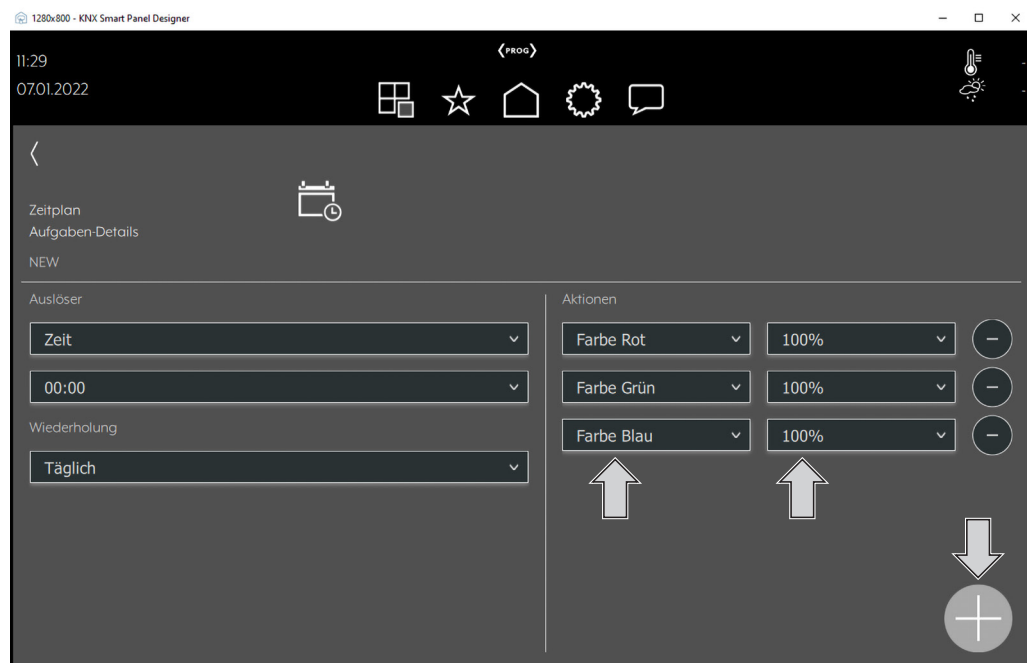 1280x800 - KNX Smart Panel Designer
11:29
07.01.2022
PROG
Zeitplan
Aufgaben-Details
NEW
Auslöser
Zeit
00:00
Wiederholung
Täglich
Aktionen
Farbe Rot 100%
Farbe Grün 100%
Farbe Blau 100%